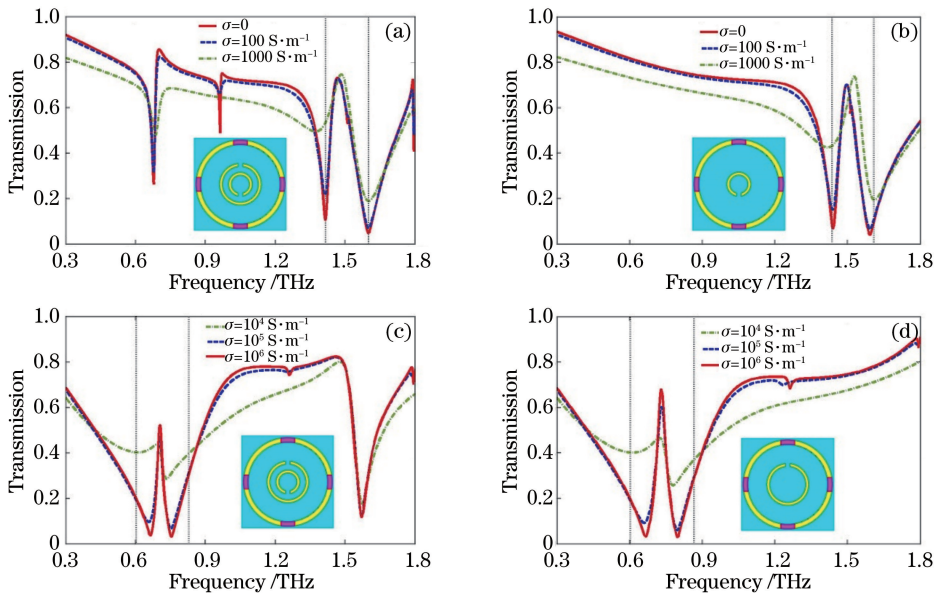 (a)
σ=0
σ=100 S·m⁻¹
σ=1000 S·m⁻¹
Transmission
1.0
0.8
0.6
0.4
0.2
0
0.3 0.6 0.9 1.2 1.5 1.8
Frequency /THz
(b)
σ=0
σ=100 S·m⁻¹
σ=1000 S·m⁻¹
Transmission
1.0
0.8
0.6
0.4
0.2
0
0.3 0.6 0.9 1.2 1.5 1.8
Frequency /THz
(c)
σ=10⁴ S·m⁻¹
σ=10⁵ S·m⁻¹
σ=10⁶ S·m⁻¹
Transmission
1.0
0.8
0.6
0.4
0.2
0
0.3 0.6 0.9 1.2 1.5 1.8
Frequency /THz
(d)
σ=10⁴ S·m⁻¹
σ=10⁵ S·m⁻¹
σ=10⁶ S·m⁻¹
Transmission
1.0
0.8
0.6
0.4
0.2
0
0.3 0.6 0.9 1.2 1.5 1.8
Frequency /THz